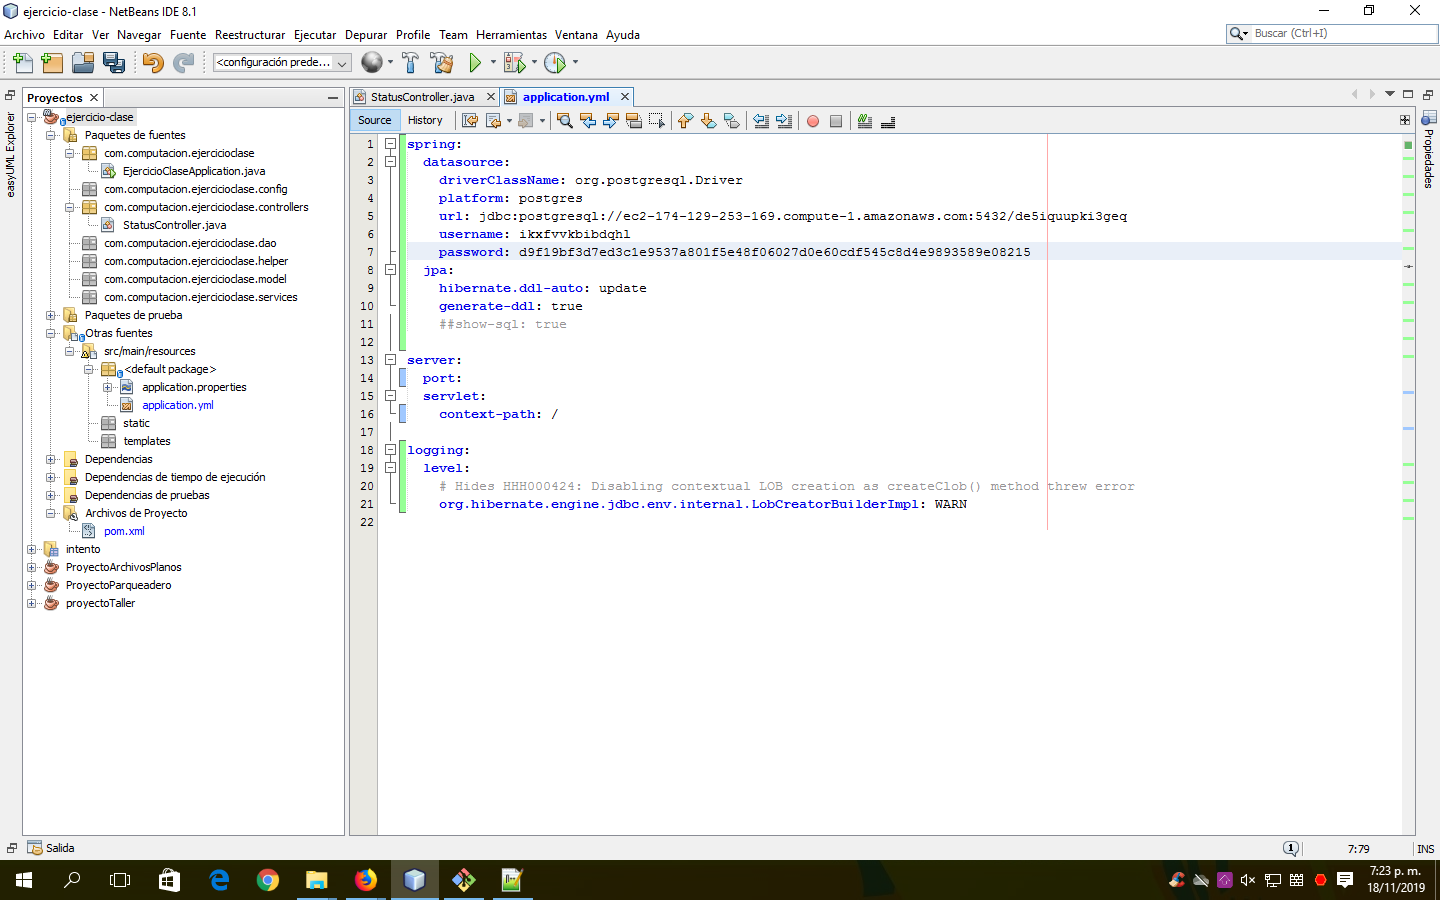 ejercicio-clase - NetBeans IDE 8.1
Archivo Editar Ver Navegar Fuente Reestructurar Ejecutar Depurar Profile Team Herramientas Ventana Ayuda
Buscar (Ctrl+I)
<configuración prede...
easyUML Explorer
Proyectos
ejercicio-clase
Paquetes de fuentes
com.computacion.ejercicioclase
EjercicioClaseApplication.java
com.computacion.ejercicioclase.config
com.computacion.ejercicioclase.controllers
StatusController.java
com.computacion.ejercicioclase.dao
com.computacion.ejercicioclase.helper
com.computacion.ejercicioclase.model
com.computacion.ejercicioclase.services
Paquetes de prueba
Otras fuentes
src/main/resources
<default package>
application.properties
application.yml
static
templates
Dependencias
Dependencias de tiempo de ejecución
Dependencias de pruebas
Archivos de Proyecto
pom.xml
intento
ProyectoArchivosPlanos
ProyectoParqueadero
proyectoTaller
StatusController.java application.yml
Source History
1 spring:
2 datasource:
3 driverClassName: org.postgresql.Driver
4 platform: postgres
5 url: jdbc:postgresql://ec2-174-129-253-169.compute-1.amazonaws.com:5432/de5iquupki3geq
6 username: ikxfvvkbibdqhl
7 password: d9f19bf3d7ed3c1e9537a801f5e48f06027d0e60cdf545c8d4e9893589e08215
8 jpa:
9 hibernate.ddl-auto: update
10 generate-ddl: true
11 ##show-sql: true
12
13 server:
14 port:
15 servlet:
16 context-path: /
17
18 logging:
19 level:
20 # Hides HHH000424: Disabling contextual LOB creation as createClob() method threw error
21 org.hibernate.engine.jdbc.env.internal.LobCreatorBuilderImpl: WARN
22
Propiedades
Salida
1
7:79
INS
7:23 p. m.
18/11/2019